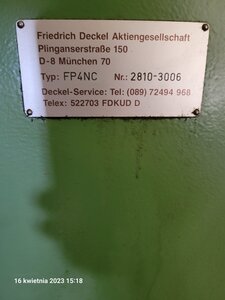 Friedrich Deckel Aktiengesellschaft
Plinganserstraße 150
D-8 München 70
Typ: FP4NC Nr.: 2810-3006
Deckel-Service: Tel: (089) 72494 968
Telex: 522703 FDKUD D
16 kwietnia 2023 15:18